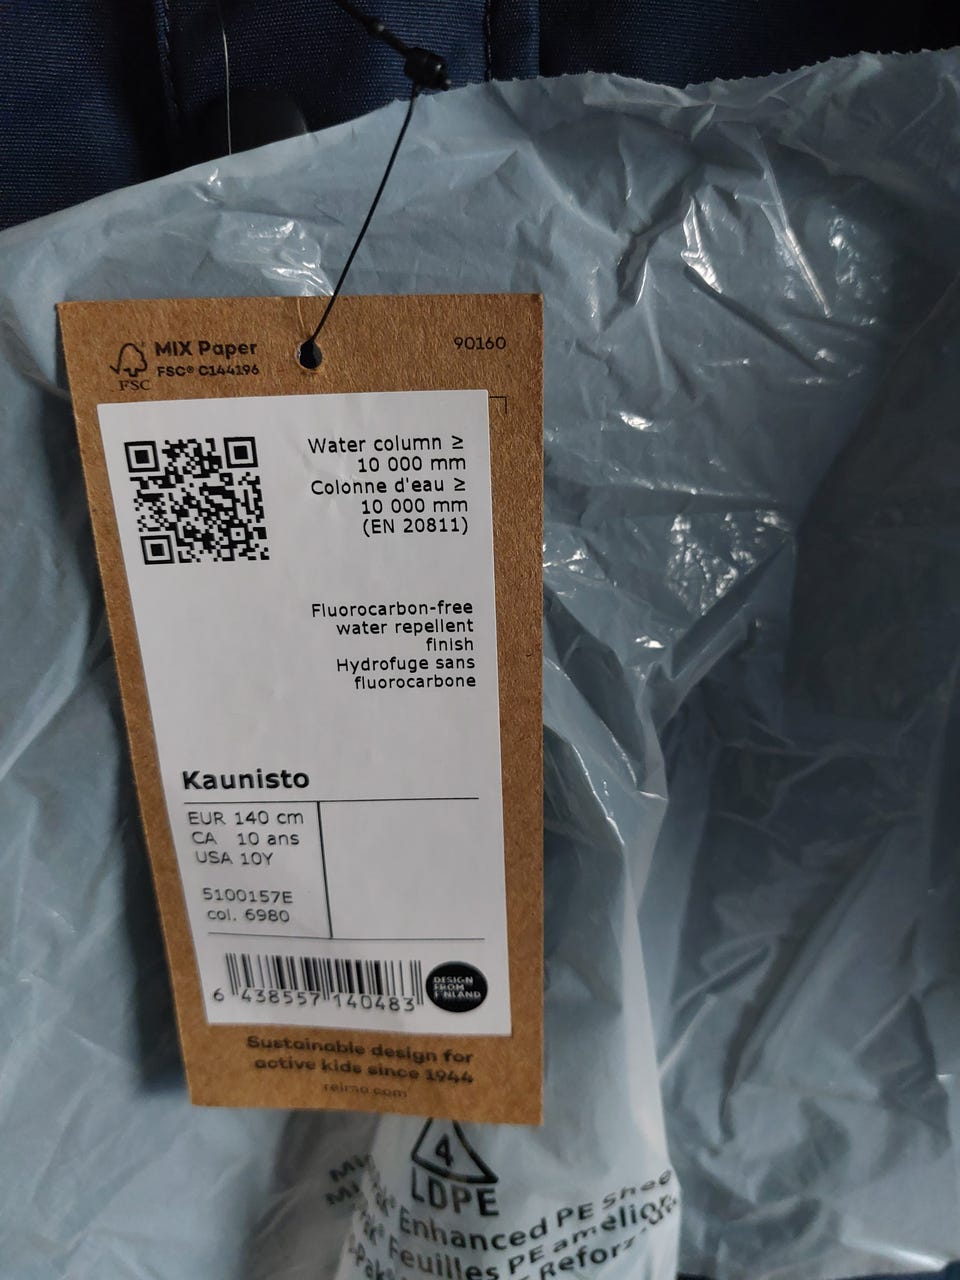 MIX Paper
FSC® C144196
FSC
90160
Water column ≥
10 000 mm
Colonne d'eau ≥
10 000 mm
(EN 20811)
Fluorocarbon-free
water repellent
finish
Hydrofuge sans
fluorocarbone
Kaunisto
EUR 140 cm
CA 10 ans
USA 10Y
5100157E
col. 6980
6 438557 140483
DESIGN
FROM
FINLAND
Sustainable design for
active kids since 1944
reima.com
4
LDPE
Enhanced PE Shee
Feuilles PE amélior